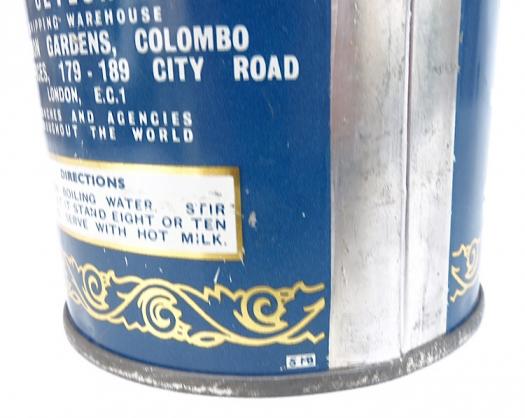 WAREHOUSE
GARDENS, COLOMBO
179-189 CITY ROAD
LONDON, E.C.1
AND AGENCIES
THE WORLD
DIRECTIONS
BOILING WATER, STIR
IT STAND EIGHT OR TEN
SERVE WITH HOT MILK.